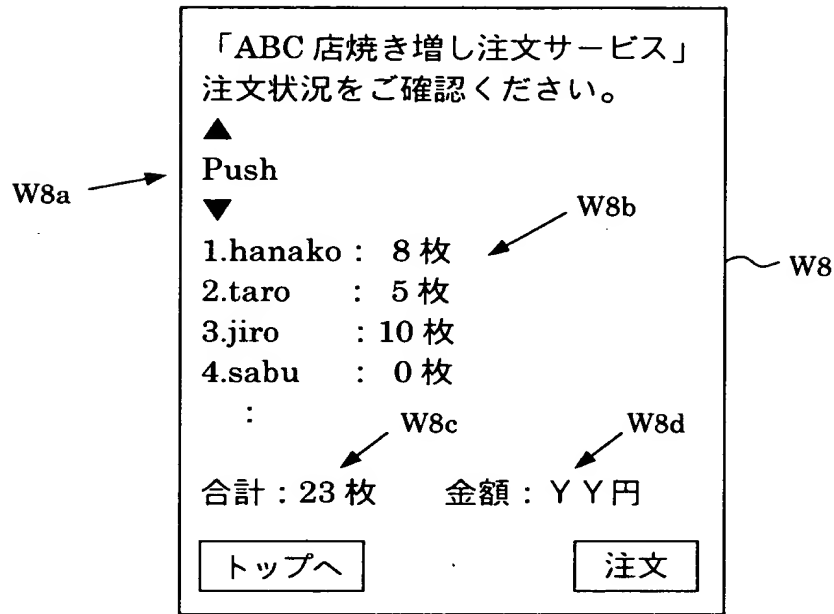 「ABC 店焼き増し注文サービス」
注文状況をご確認ください。
▲
Push
W8a
▼
W8b
1.hanako : 8 枚
W8
2.taro : 5 枚
3.jiro : 10 枚
4.sabu : 0 枚
:
W8c
W8d
合計 : 23 枚 金額 : ＹＹ円
トップへ 注文